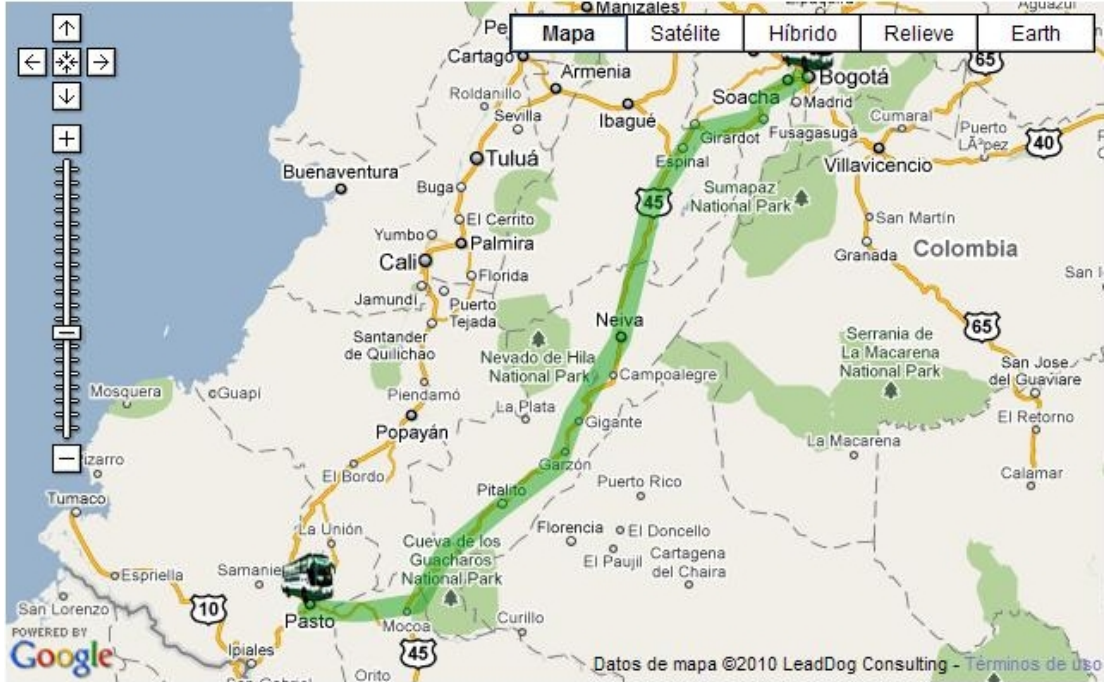 Manizales
Aguazul
Pe
Mapa
Satélite
Híbrido
Relieve
Earth
Cartago
65
Armenia
Bogotá
Roldanillo
Soacha
Madrid
Sevilla
Ibagué
Cumaral
Puerto
LÃ³pez
40
Girardot
Fusagasugá
Espinal
Tuluá
Villavicencio
Buenaventura
Buga
Sumapaz
National Park
45
El Cerrito
San Martín
Yumbo
Palmira
Granada
Colombia
Cali
Florida
San J
Jamundí
Puerto
Tejada
Neiva
Santander
de Quilichao
65
Serrania de
La Macarena
National Park
Nevado de Hila
National Park
San Jose
del Guaviare
Campoalegre
Mosquera
Guapi
Piendamó
La Plata
El Retorno
Popayán
Gigante
La Macarena
Garzón
izarro
El Bordo
Calamar
Pitalito
Puerto Rico
Tumaco
La Unión
Florencia
El Doncello
Cueva de los
Guacharos
National Park
El Paujil
Cartagena
del Chaira
Espriella
Samanie
San Lorenzo
10
Pasto
Mocoa
Curillo
POWERED BY
Google
Ipiales
45
Orito
San Gabriel
Datos de mapa ©2010 LeadDog Consulting - Términos de uso